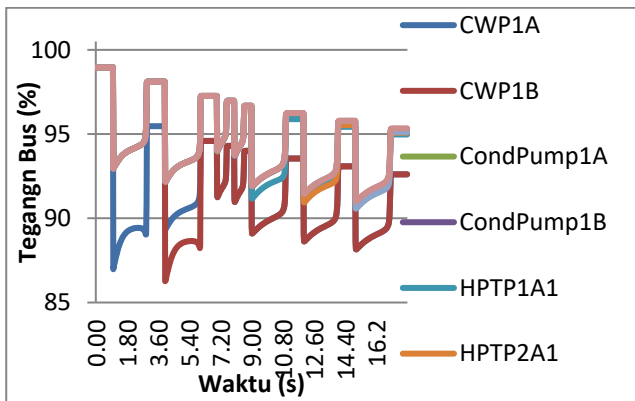 100
95
90
85
Tegangn Bus (%)
0.00
1.80
3.60
5.40
7.20
9.00
10.80
12.60
14.40
16.2
Waktu (s)
CWP1A
CWP1B
CondPump1A
CondPump1B
HPTP1A1
HPTP2A1